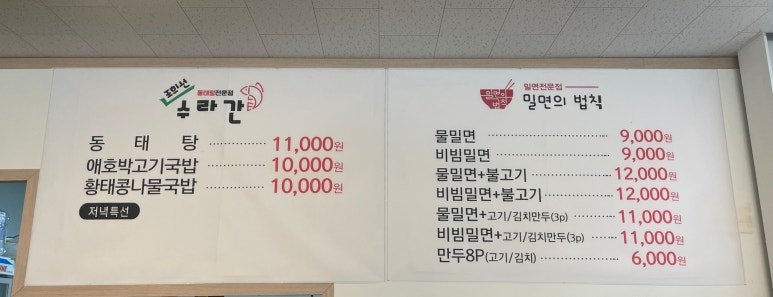 조희선
동태탕전문점
수라간
동태탕 11,000원
애호박고기국밥 10,000원
황태콩나물국밥 10,000원
저녁특선
밀면의 법칙
밀면전문점
밀면의 법칙
물밀면 9,000원
비빔밀면 9,000원
물밀면+불고기 12,000원
비빔밀면+불고기 12,000원
물밀면+고기/김치만두(3p) 11,000원
비빔밀면+고기/김치만두(3p) 11,000원
만두8P(고기/김치) 6,000원